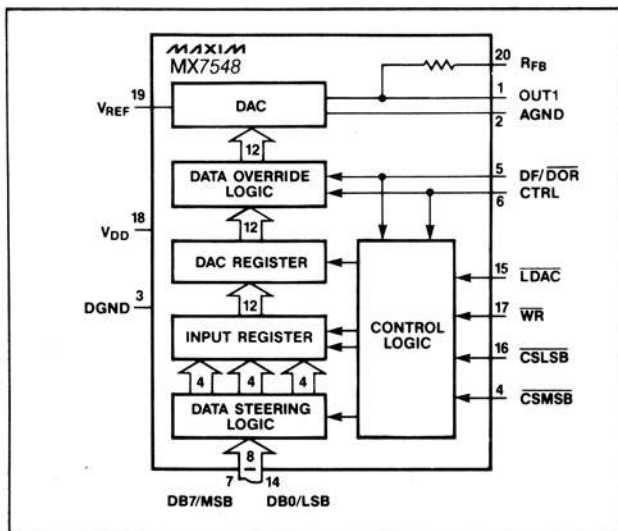 MAXIM
MX7548
20
RFB
19
VREF
DAC
1
OUT1
2
AGND
12
DATA OVERRIDE
LOGIC
5
DF/DOR
6
CTRL
18
VDD
12
DAC REGISTER
15
LDAC
3
DGND
12
17
WR
INPUT REGISTER
CONTROL
LOGIC
16
CSLSB
4 4 4
4
CSMSB
DATA STEERING
LOGIC
8
7 14
DB7/MSB DB0/LSB